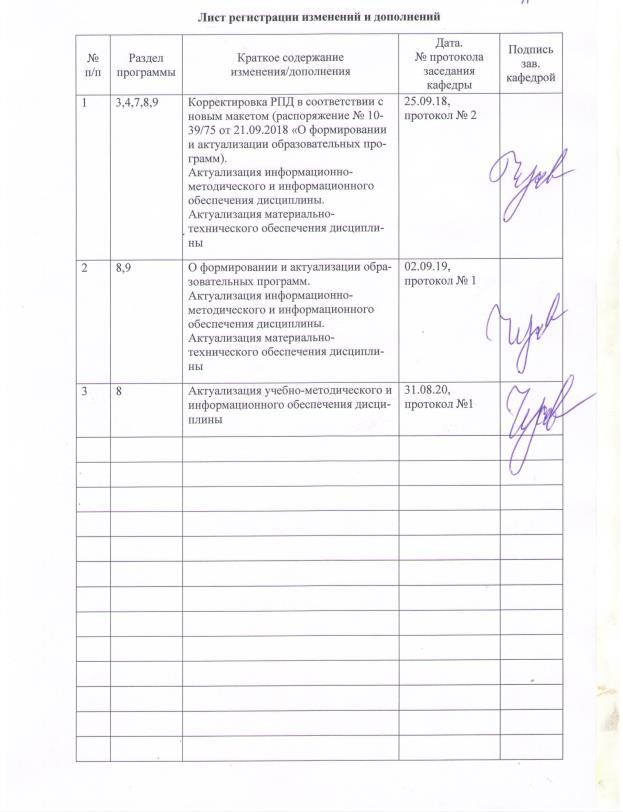 Лист регистрации изменений и дополнений
№
п/п
Раздел
программы
Краткое содержание
изменения/дополнения
Дата.
№ протокола
заседания
кафедры
Подпись
зав.
кафедрой
1
3,4,7,8,9
Корректировка РПД в соответствии с
новым макетом (распоряжение № 10-
39/75 от 21.09.2018 «О формировании
и актуализации образовательных про-
грамм).
Актуализация информационно-
методического и информационного
обеспечения дисциплины.
Актуализация материально-
технического обеспечения дисципли-
ны
25.09.18,
протокол № 2
2
8,9
О формировании и актуализации обра-
зовательных программ.
Актуализация информационно-
методического и информационного
обеспечения дисциплины.
Актуализация материально-
технического обеспечения дисципли-
ны
02.09.19,
протокол № 1
3
8
Актуализация учебно-методического и
информационного обеспечения дисци-
плины
31.08.20,
протокол №1